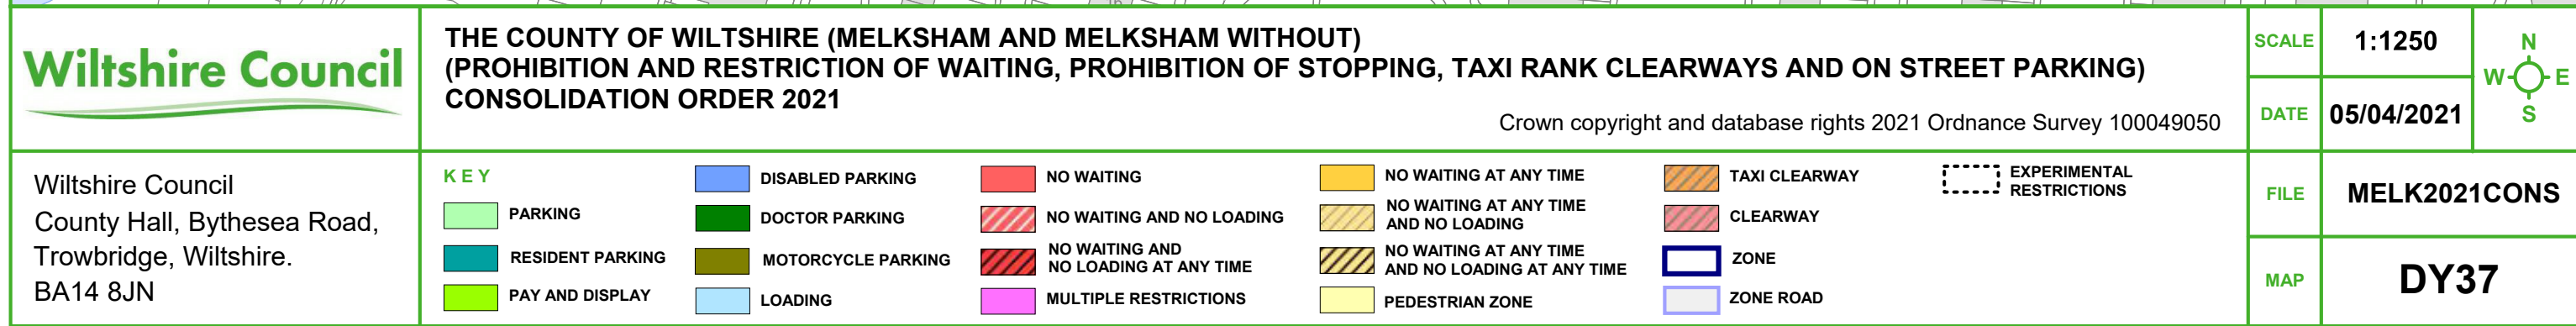 Wiltshire Council
THE COUNTY OF WILTSHIRE (MELKSHAM AND MELKSHAM WITHOUT)
(PROHIBITION AND RESTRICTION OF WAITING, PROHIBITION OF STOPPING, TAXI RANK CLEARWAYS AND ON STREET PARKING)
CONSOLIDATION ORDER 2021
Crown copyright and database rights 2021 Ordnance Survey 100049050
SCALE 1:1250
DATE 05/04/2021
N
W E
S
Wiltshire Council
County Hall, Bythesea Road,
Trowbridge, Wiltshire.
BA14 8JN
KEY
PARKING
RESIDENT PARKING
PAY AND DISPLAY
DISABLED PARKING
DOCTOR PARKING
MOTORCYCLE PARKING
LOADING
NO WAITING
NO WAITING AND NO LOADING
NO WAITING AND
NO LOADING AT ANY TIME
MULTIPLE RESTRICTIONS
NO WAITING AT ANY TIME
NO WAITING AT ANY TIME
AND NO LOADING
NO WAITING AT ANY TIME
AND NO LOADING AT ANY TIME
PEDESTRIAN ZONE
TAXI CLEARWAY
CLEARWAY
ZONE
ZONE ROAD
EXPERIMENTAL
RESTRICTIONS
FILE MELK2021CONS
MAP DY37